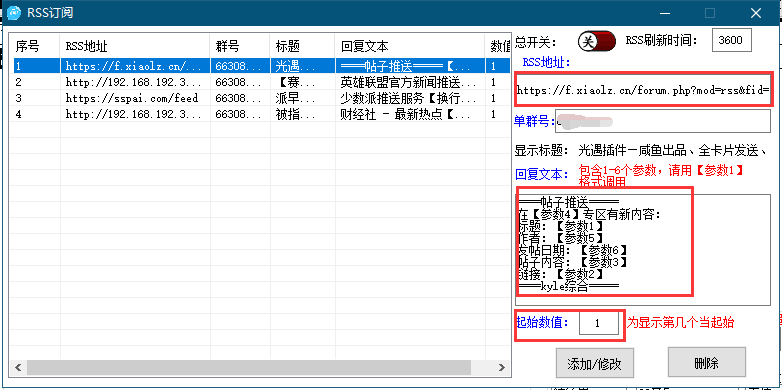 RSS订阅
序号 RSS地址 群号 标题 回复文本 数值
1 https://f.xiaolz.cn/... 66308... 光遇... ════帖子推送═════【... 1
2 http://192.168.192.3... 66308... 【赛... 英雄联盟官方新闻推送... 1
3 https://sspai.com/feed 66308... 派早... 少数派推送服务【换行... 1
4 http://192.168.192.3... 66308... 被指... 财经社 - 最新热点【... 1
总开关： 关 RSS刷新时间： 3600
RSS地址：
https://f.xiaolz.cn/forum.php?mod=rss&fid=
单群号：
显示标题： 光遇插件—咸鱼出品、全卡片发送、
回复文本： 包含1-6个参数，请用【参数1】
格式调用
════帖子推送═════
在【参数4】专区有新内容：
标题：【参数1】
作者：【参数5】
发帖日期：【参数6】
帖子内容：【参数3】
链接：【参数2】
════kyle综合═════
起始数值： 1 为显示第几个当起始
添加/修改 删除